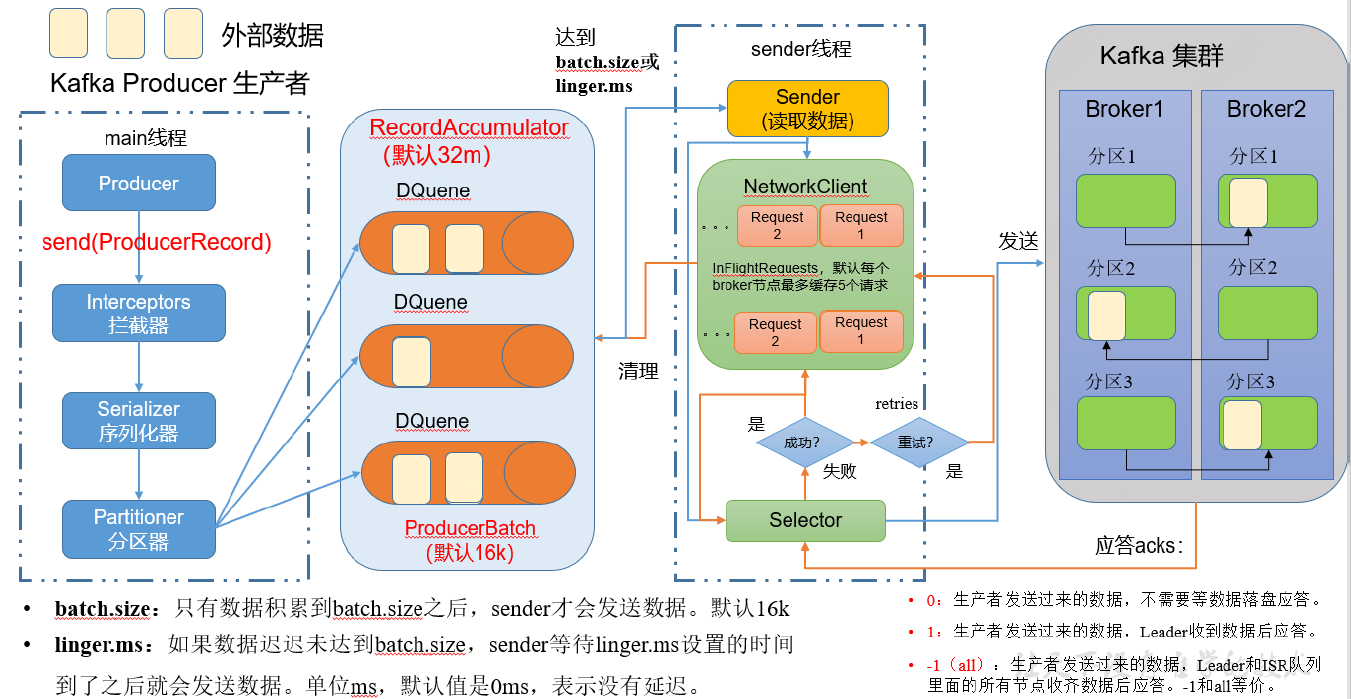 外部数据
Kafka Producer 生产者
main线程
Producer
send(ProducerRecord)
Interceptors
拦截器
Serializer
序列化器
Partitioner
分区器
RecordAccumulator
(默认32m)
DQuene
DQuene
DQuene
ProducerBatch
(默认16k)
达到
batch.size或
linger.ms
清理
sender线程
Sender
(读取数据)
NetworkClient
Request
2
Request
1
. . .
InFlightRequests，默认每个
broker节点最多缓存5个请求
. . .
Request
2
Request
1
retries
是
成功?
重试?
失败
是
Selector
发送
Kafka 集群
Broker1
Broker2
分区1
分区1
分区2
分区2
分区3
分区3
应答acks：
• batch.size：只有数据积累到batch.size之后，sender才会发送数据。默认16k
• linger.ms：如果数据迟迟未达到batch.size，sender等待linger.ms设置的时间
到了之后就会发送数据。单位ms，默认值是0ms，表示没有延迟。
• 0：生产者发送过来的数据，不需要等数据落盘应答。
• 1：生产者发送过来的数据，Leader收到数据后应答。
• -1（all）：生产者发送过来的数据，Leader和ISR队列
里面的所有节点收齐数据后应答。-1和all等价。